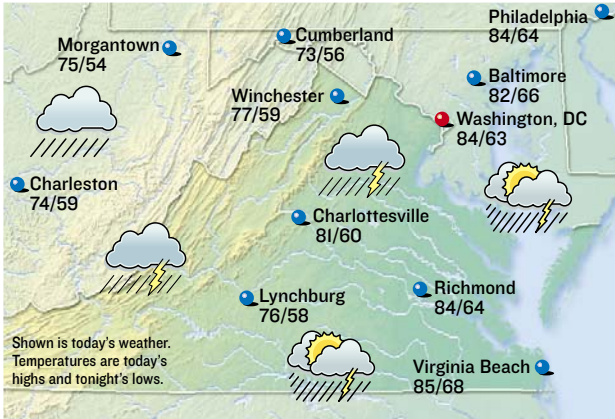 Philadelphia
84/64
Cumberland
73/56
Morgantown
75/54
Baltimore
82/66
Winchester
77/59
Washington, DC
84/63
Charleston
74/59
Charlottesville
81/60
Richmond
84/64
Lynchburg
76/58
Shown is today's weather.
Temperatures are today's
highs and tonight's lows.
Virginia Beach
85/68